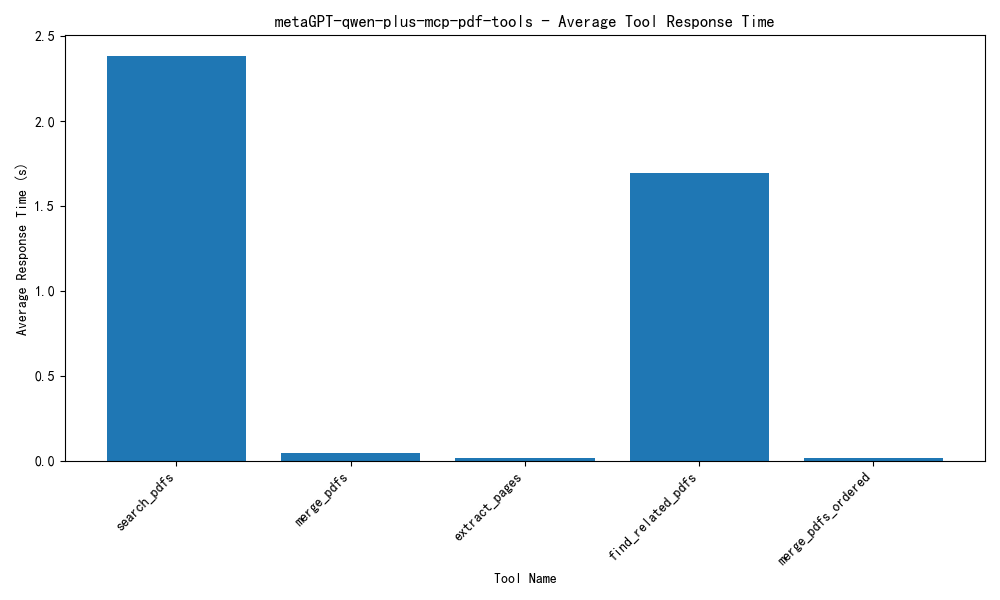 metaGPT-qwen-plus-mcp-pdf-tools - Average Tool Response Time
Average Response Time (s)
2.5
2.0
1.5
1.0
0.5
0.0
search_pdfs
merge_pdfs
extract_pages
find_related_pdfs
merge_pdfs_ordered
Tool Name